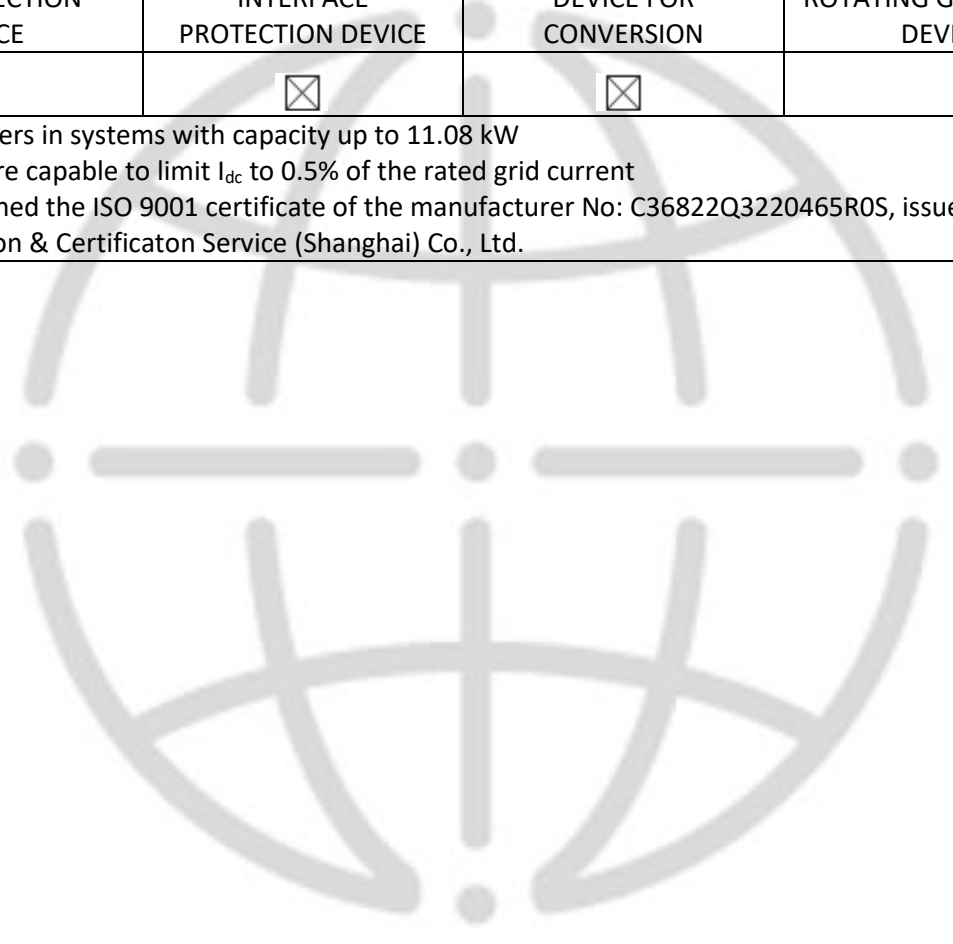 PROTECTION DEVICE
CONVERSION
ers in systems with capacity up to 11.08 kW
re capable to limit Idc to 0.5% of the rated grid current
ned the ISO 9001 certificate of the manufacturer No: C36822Q3220465R0S, issue
on & Certificaton Service (Shanghai) Co., Ltd.